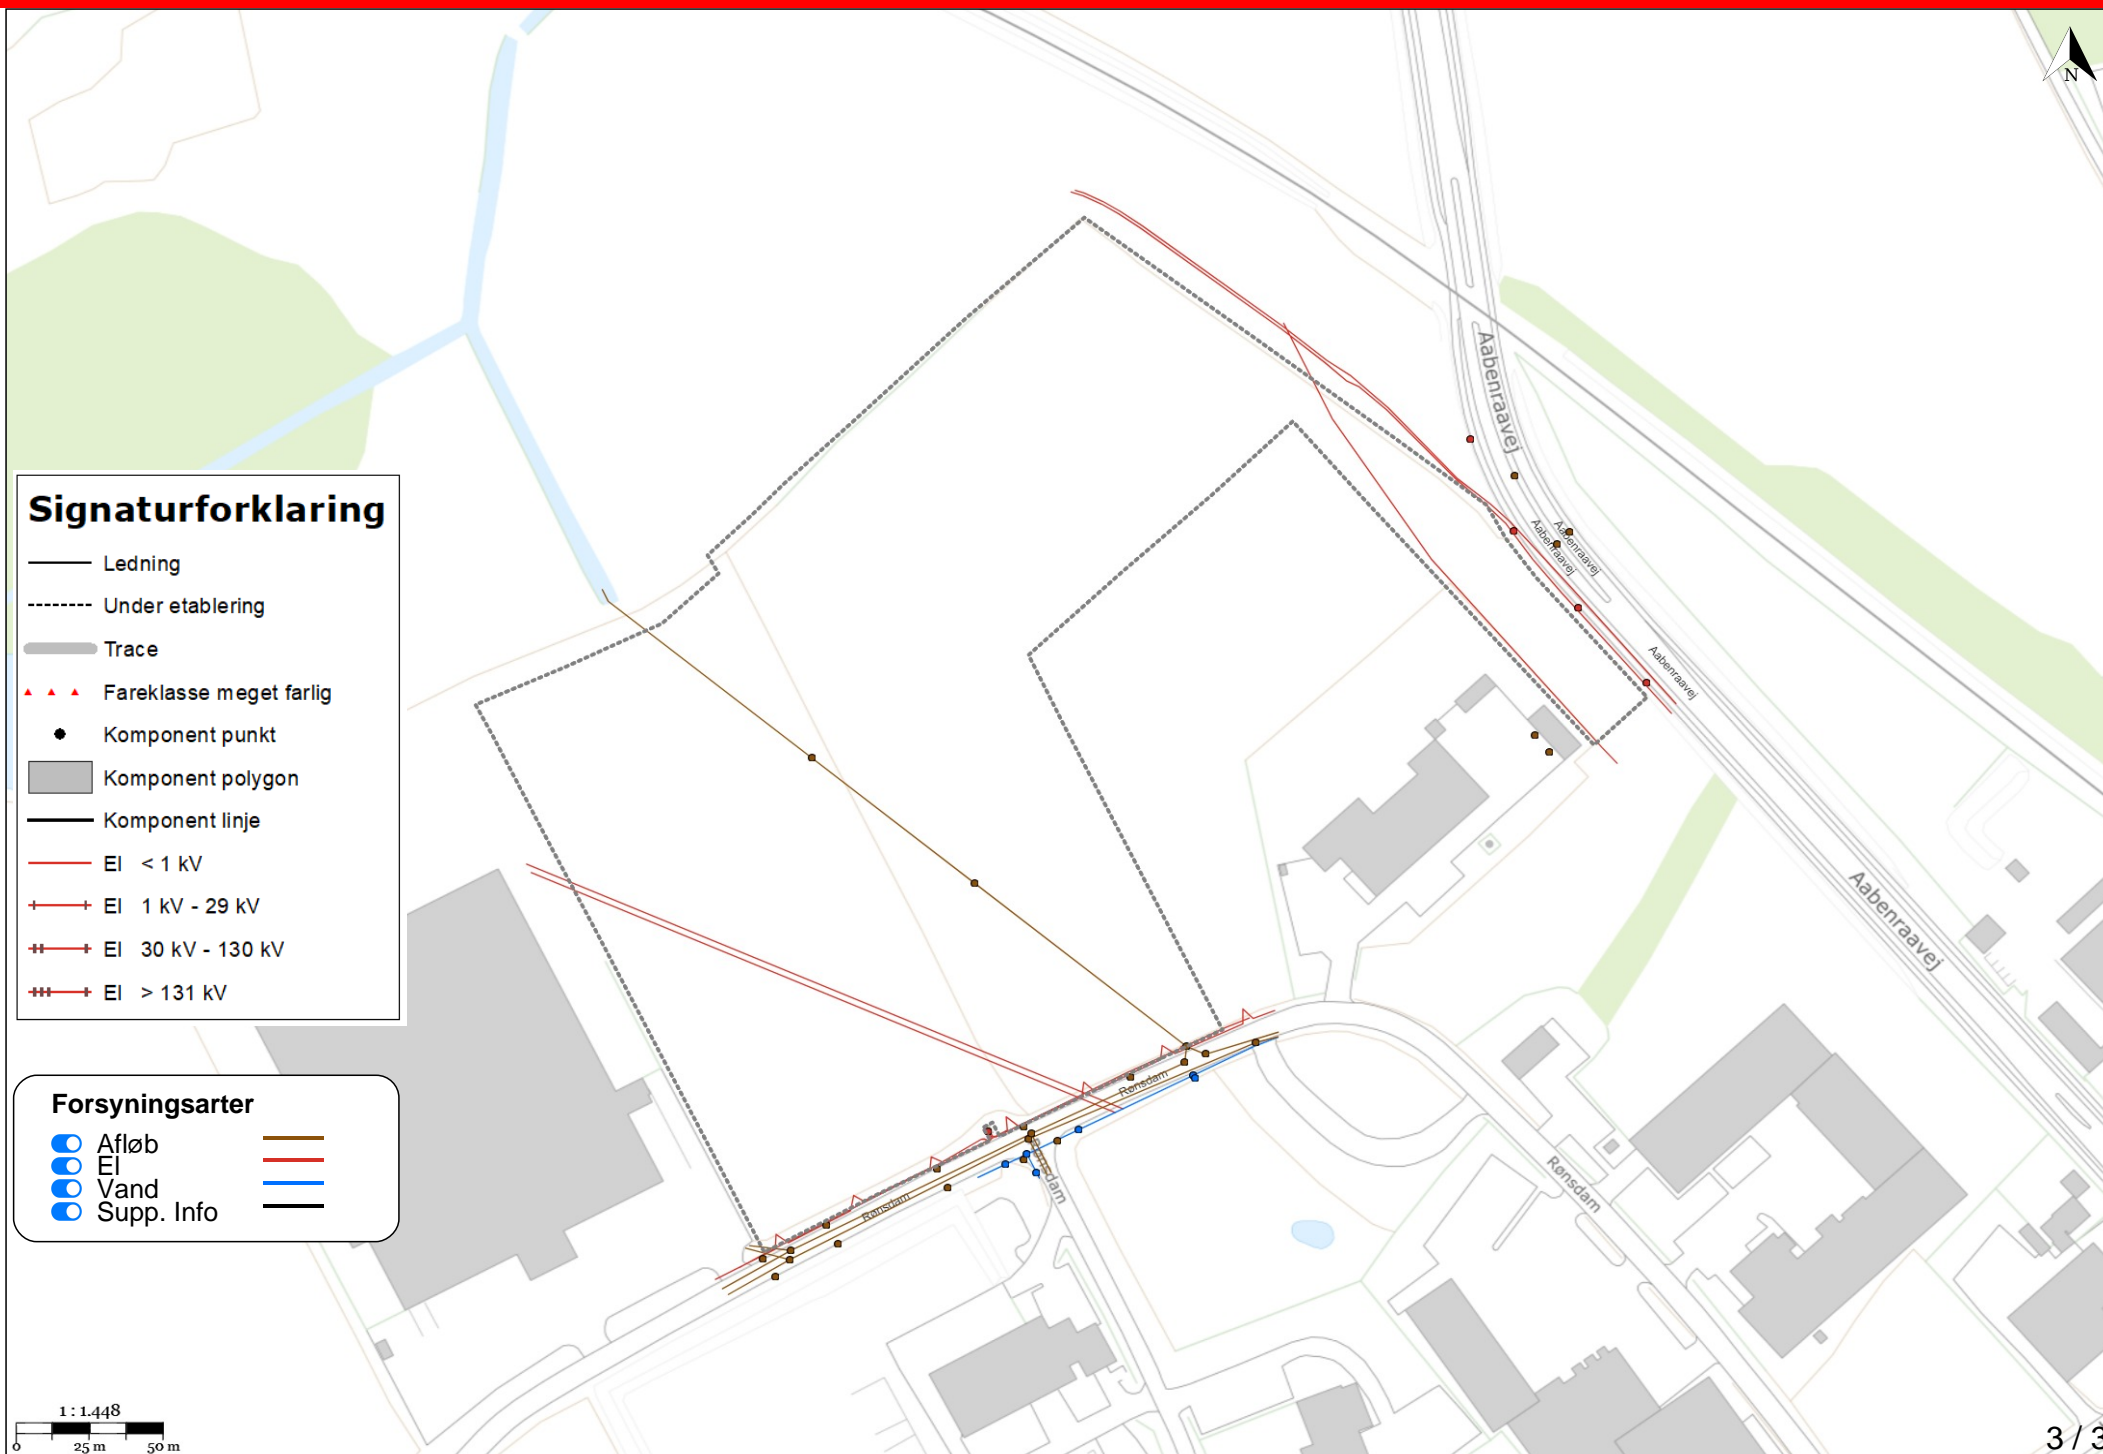 N
Aabenraavej
Aabenraavej
Aabenraavej
Aabenraavej
Aabenraavej
Signaturforklaring
Ledning
Under etablering
Trace
Fareklasse meget farlig
Komponent punkt
Komponent polygon
Komponent linje
El < 1 kV
El 1 kV - 29 kV
El 30 kV - 130 kV
El > 131 kV
Rønsdam
Rønsdam
Rønsdam
Rønsdam
Forsyningsarter
Afløb
El
Vand
Supp. Info
1 : 1.448
0 25 m 50 m
3 / 3